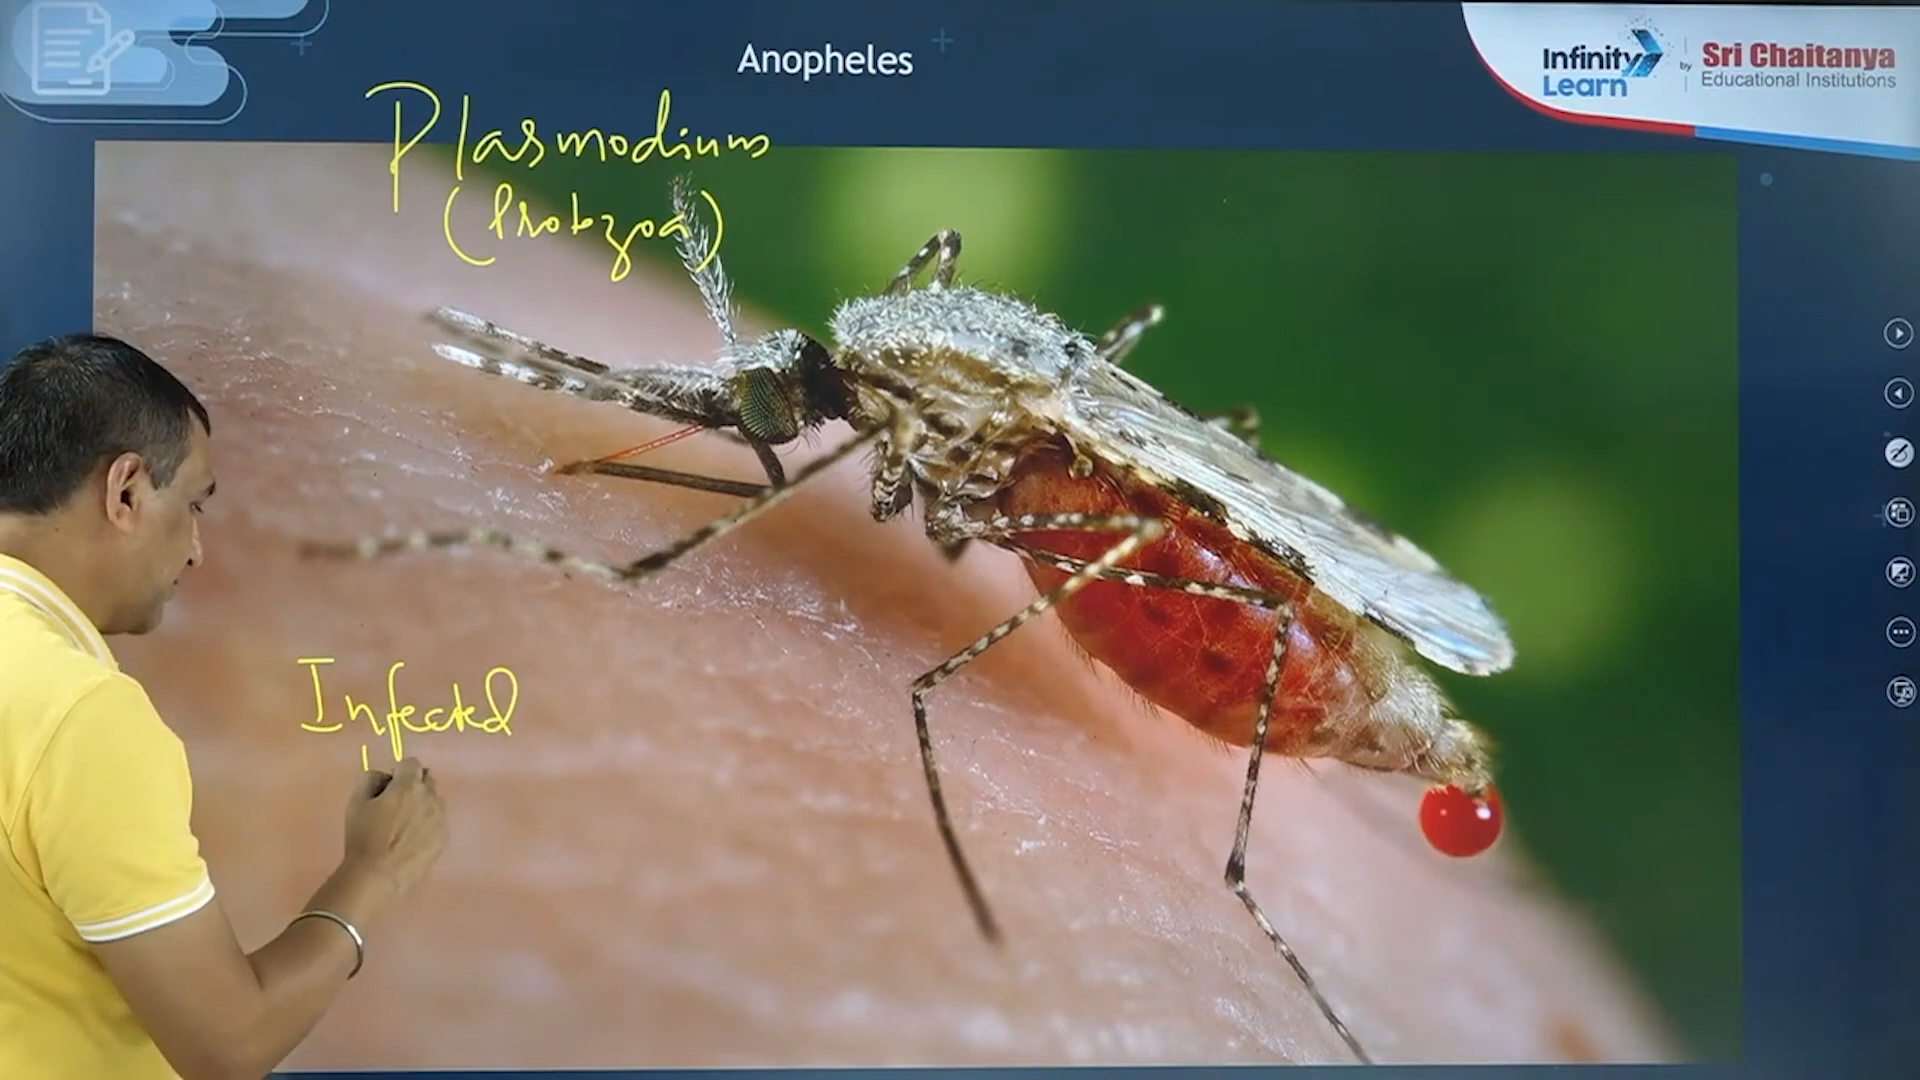 Anopheles
Infinity
Learn
by
Sri Chaitanya
Educational Institutions
Plasmodium
(Protozoa)
Infected